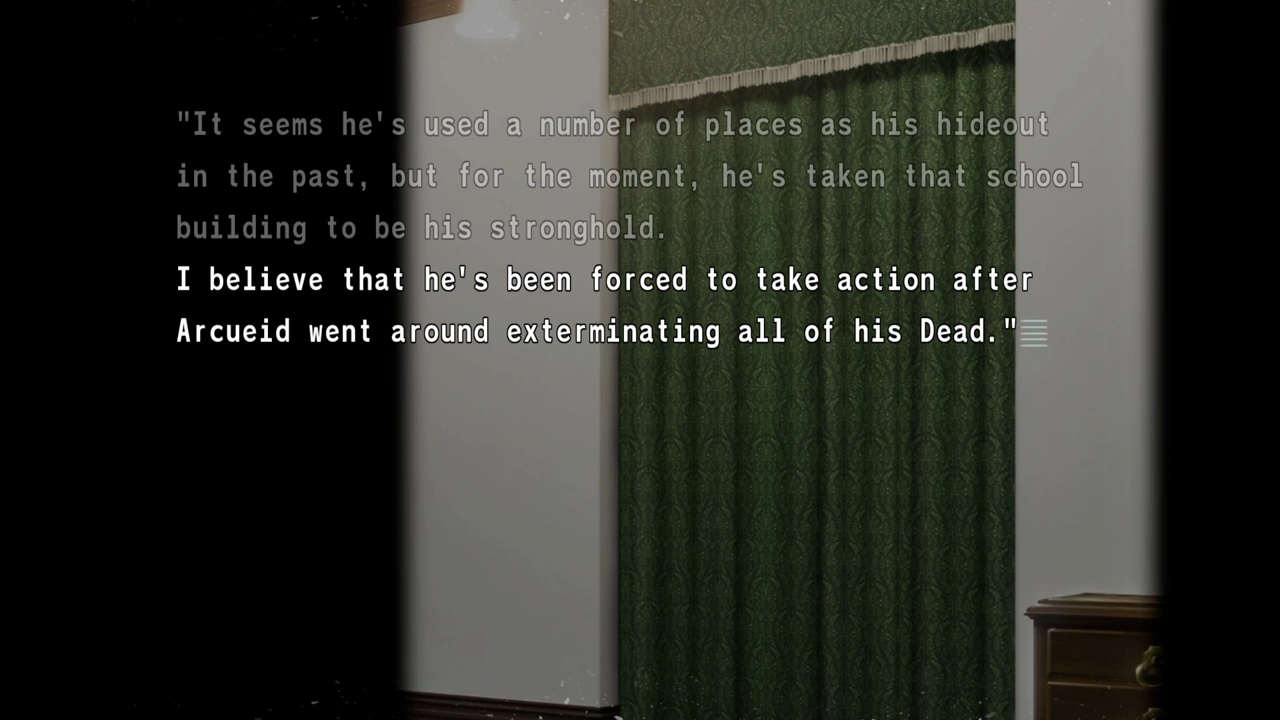 "It seems he's used a number of places as his hideout
in the past, but for the moment, he's taken that school
building to be his stronghold.
I believe that he's been forced to take action after
Arcueid went around exterminating all of his Dead."